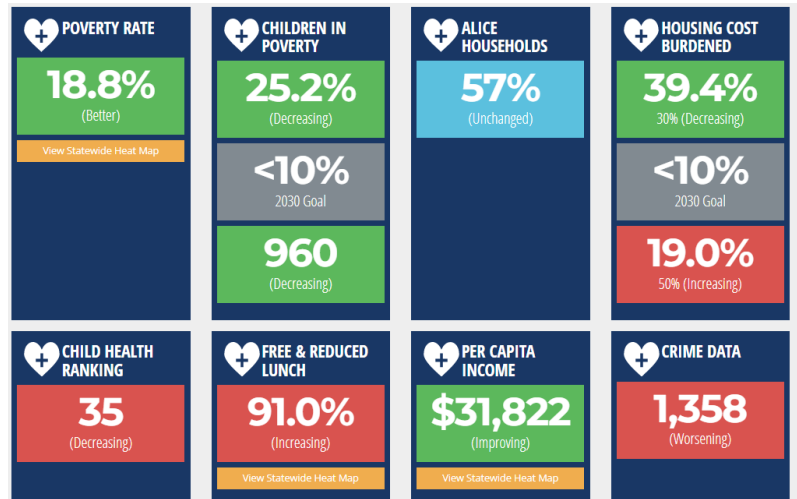 POVERTY RATE
18.8%
(Better)
View Statewide Heat Map
CHILDREN IN
POVERTY
25.2%
(Decreasing)
<10%
2030 Goal
960
(Decreasing)
ALICE
HOUSEHOLDS
57%
(Unchanged)
HOUSING COST
BURDENED
39.4%
30% (Decreasing)
<10%
2030 Goal
19.0%
50% (Increasing)
CHILD HEALTH
RANKING
35
(Decreasing)
FREE & REDUCED
LUNCH
91.0%
(Increasing)
View Statewide Heat Map
PER CAPITA
INCOME
$31,822
(Improving)
View Statewide Heat Map
CRIME DATA
1,358
(Worsening)